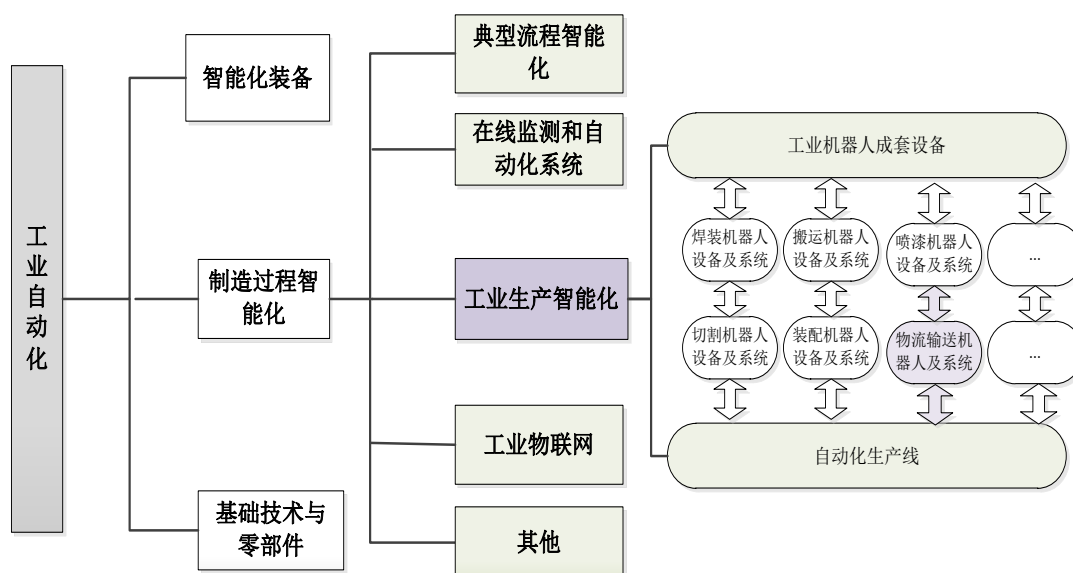 工业自动化
智能化装备
制造过程智
能化
基础技术与
零部件
典型流程智能
化
在线监测和自
动化系统
工业生产智能化
工业物联网
其他
工业机器人成套设备
焊装机器人
设备及系统
搬运机器人
设备及系统
喷漆机器人
设备及系统
...
切割机器人
设备及系统
装配机器人
设备及系统
物流输送机
器人及系统
...
自动化生产线